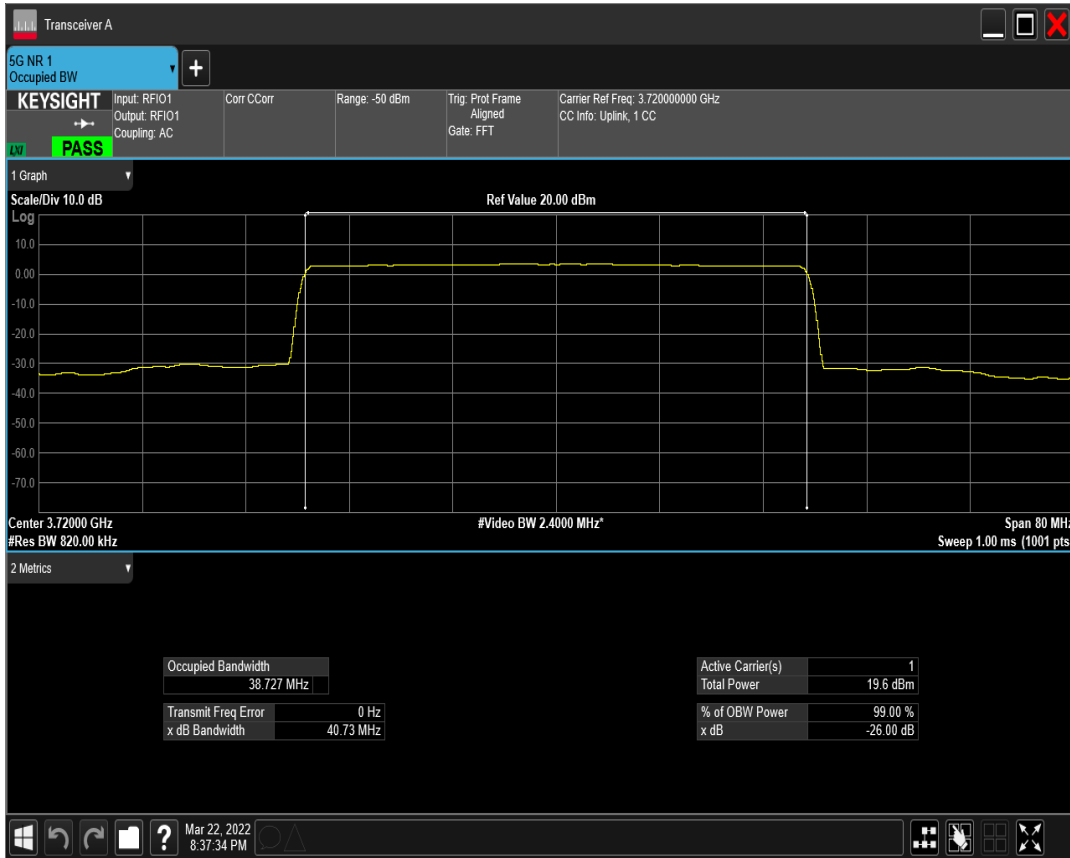 Transceiver A
5G NR 1
Occupied BW
KEYSIGHT
LXI
PASS
Input: RFIO1
Output: RFIO1
Coupling: AC
Corr CCorr
Range: -50 dBm
Trig: Prot Frame
Aligned
Gate: FFT
Carrier Ref Freq: 3.720000000 GHz
CC Info: Uplink, 1 CC
1 Graph
Scale/Div 10.0 dB
Ref Value 20.00 dBm
Log
10.0
0.00
-10.0
-20.0
-30.0
-40.0
-50.0
-60.0
-70.0
Center 3.72000 GHz
#Video BW 2.4000 MHz*
Span 80 MHz
#Res BW 820.00 kHz
Sweep 1.00 ms (1001 pts
2 Metrics
Occupied Bandwidth
38.727 MHz
Transmit Freq Error 0 Hz
x dB Bandwidth 40.73 MHz
Active Carrier(s) 1
Total Power 19.6 dBm
% of OBW Power 99.00 %
x dB -26.00 dB
?
Mar 22, 2022
8:37:34 PM